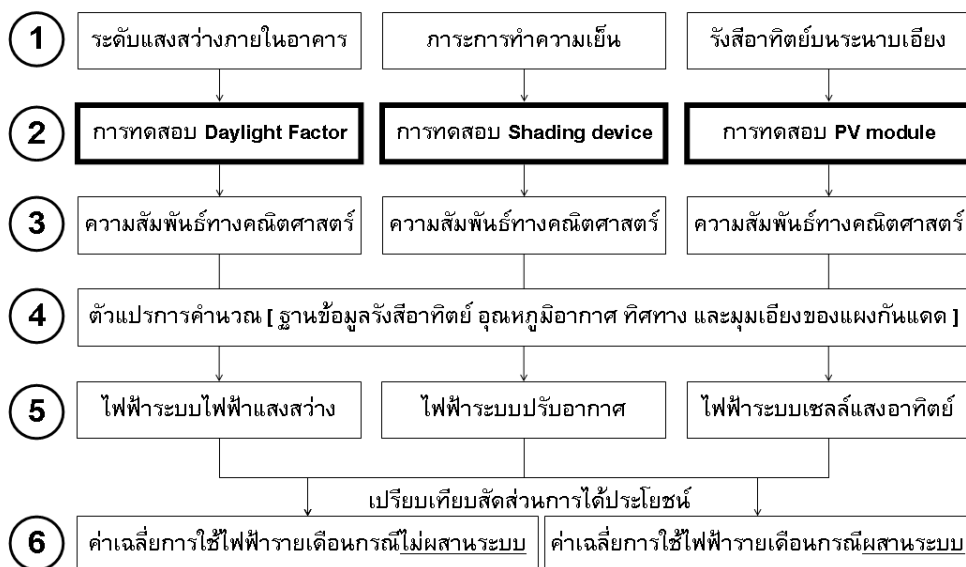 1 ระดับแสงสว่างภายในอาคาร ภาระการทำความเย็น รังสีอาทิตย์บนระนาบเอียง
2 การทดสอบ Daylight Factor การทดสอบ Shading device การทดสอบ PV module
3 ความสัมพันธ์ทางคณิตศาสตร์ ความสัมพันธ์ทางคณิตศาสตร์ ความสัมพันธ์ทางคณิตศาสตร์
4 ตัวแปรการคำนวณ [ ฐานข้อมูลรังสีอาทิตย์ อุณหภูมิอากาศ ทิศทาง และมุมเอียงของแผงกันแดด ]
5 ไฟฟ้าระบบไฟฟ้าแสงสว่าง ไฟฟ้าระบบปรับอากาศ ไฟฟ้าระบบเซลล์แสงอาทิตย์
เปรียบเทียบสัดส่วนการได้ประโยชน์
6 ค่าเฉลี่ยการใช้ไฟฟ้ารายเดือนกรณีไม่ผสานระบบ ค่าเฉลี่ยการใช้ไฟฟ้ารายเดือนกรณีผสานระบบ